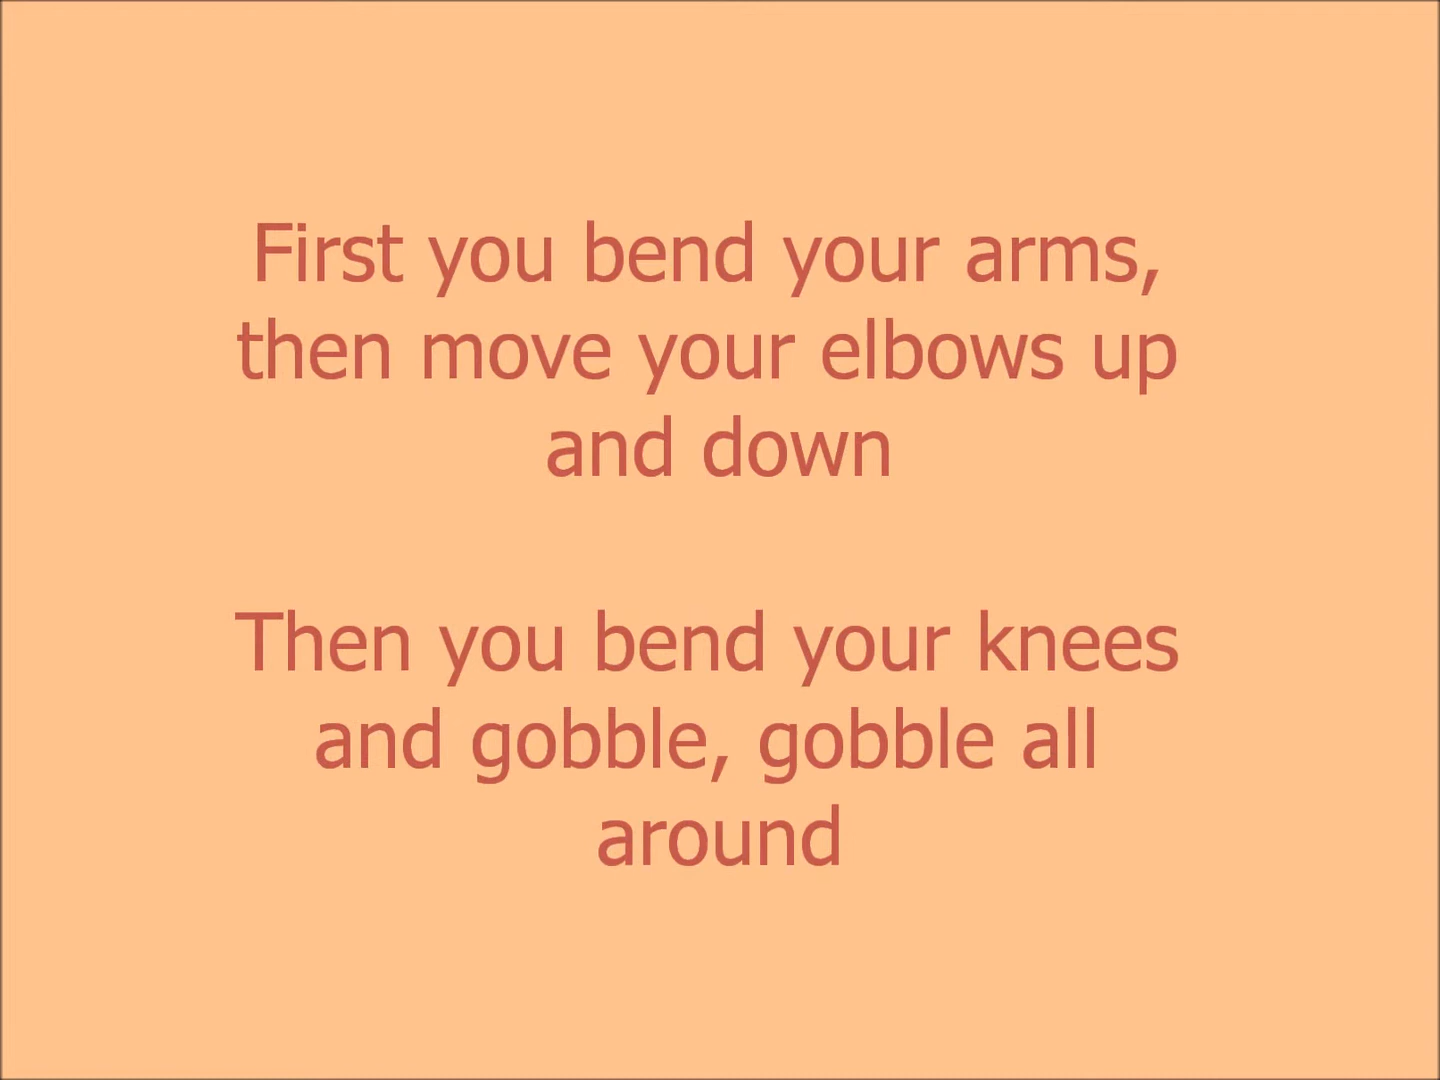 First you bend your arms,
then move your elbows up
and down
Then you bend your knees
and gobble, gobble all
around